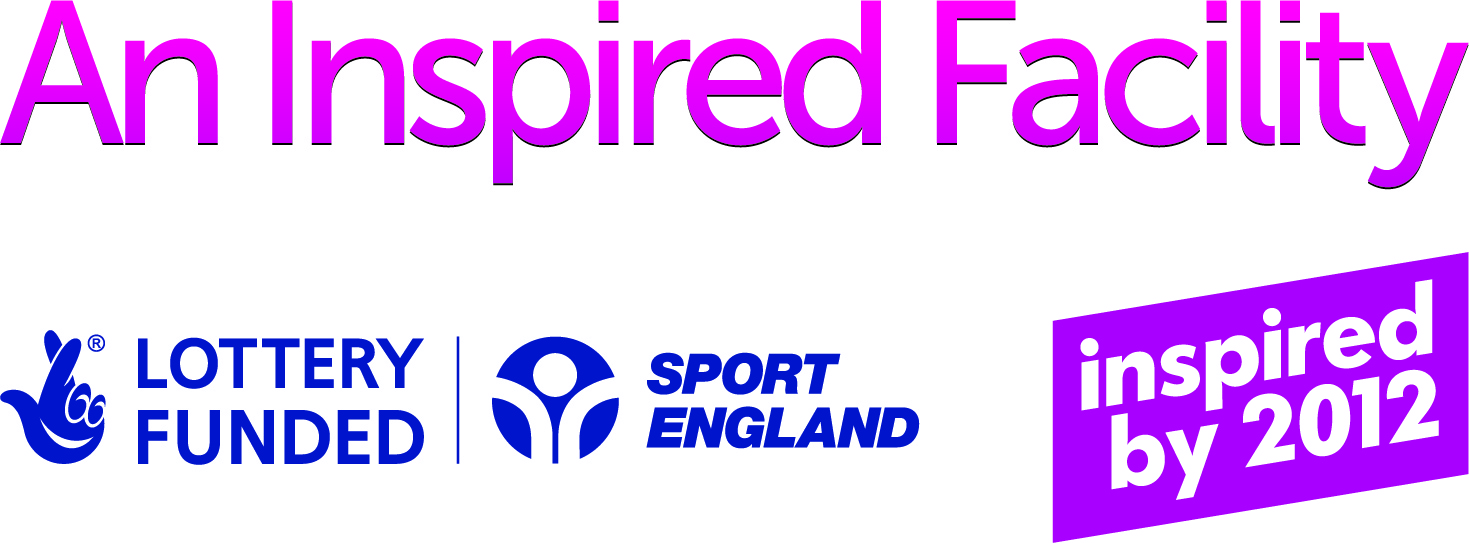 An Inspired Facility
®
LOTTERY
FUNDED
SPORT
ENGLAND
inspired
by 2012